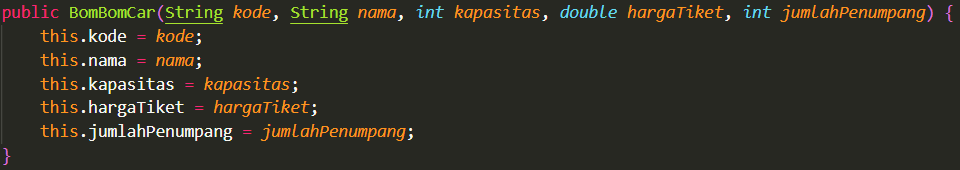 public BomBomCar(String kode, String nama, int kapasitas, double hargaTiket, int jumlahPenumpang) {
    this.kode = kode;
    this.nama = nama;
    this.kapasitas = kapasitas;
    this.hargaTiket = hargaTiket;
    this.jumlahPenumpang = jumlahPenumpang;
}